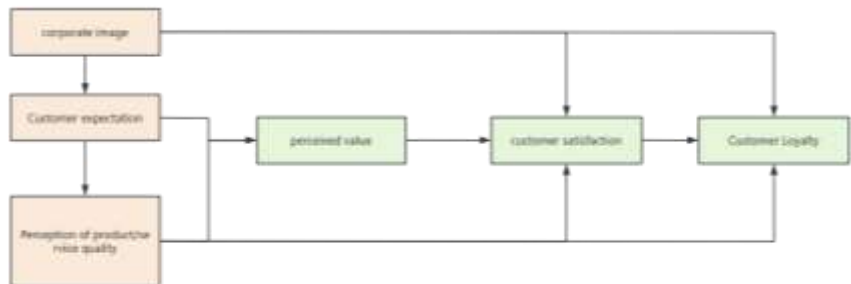 corporate image
Customer expectation
perceived value
customer satisfaction
Customer Loyalty
Perception of product/se
rvice quality